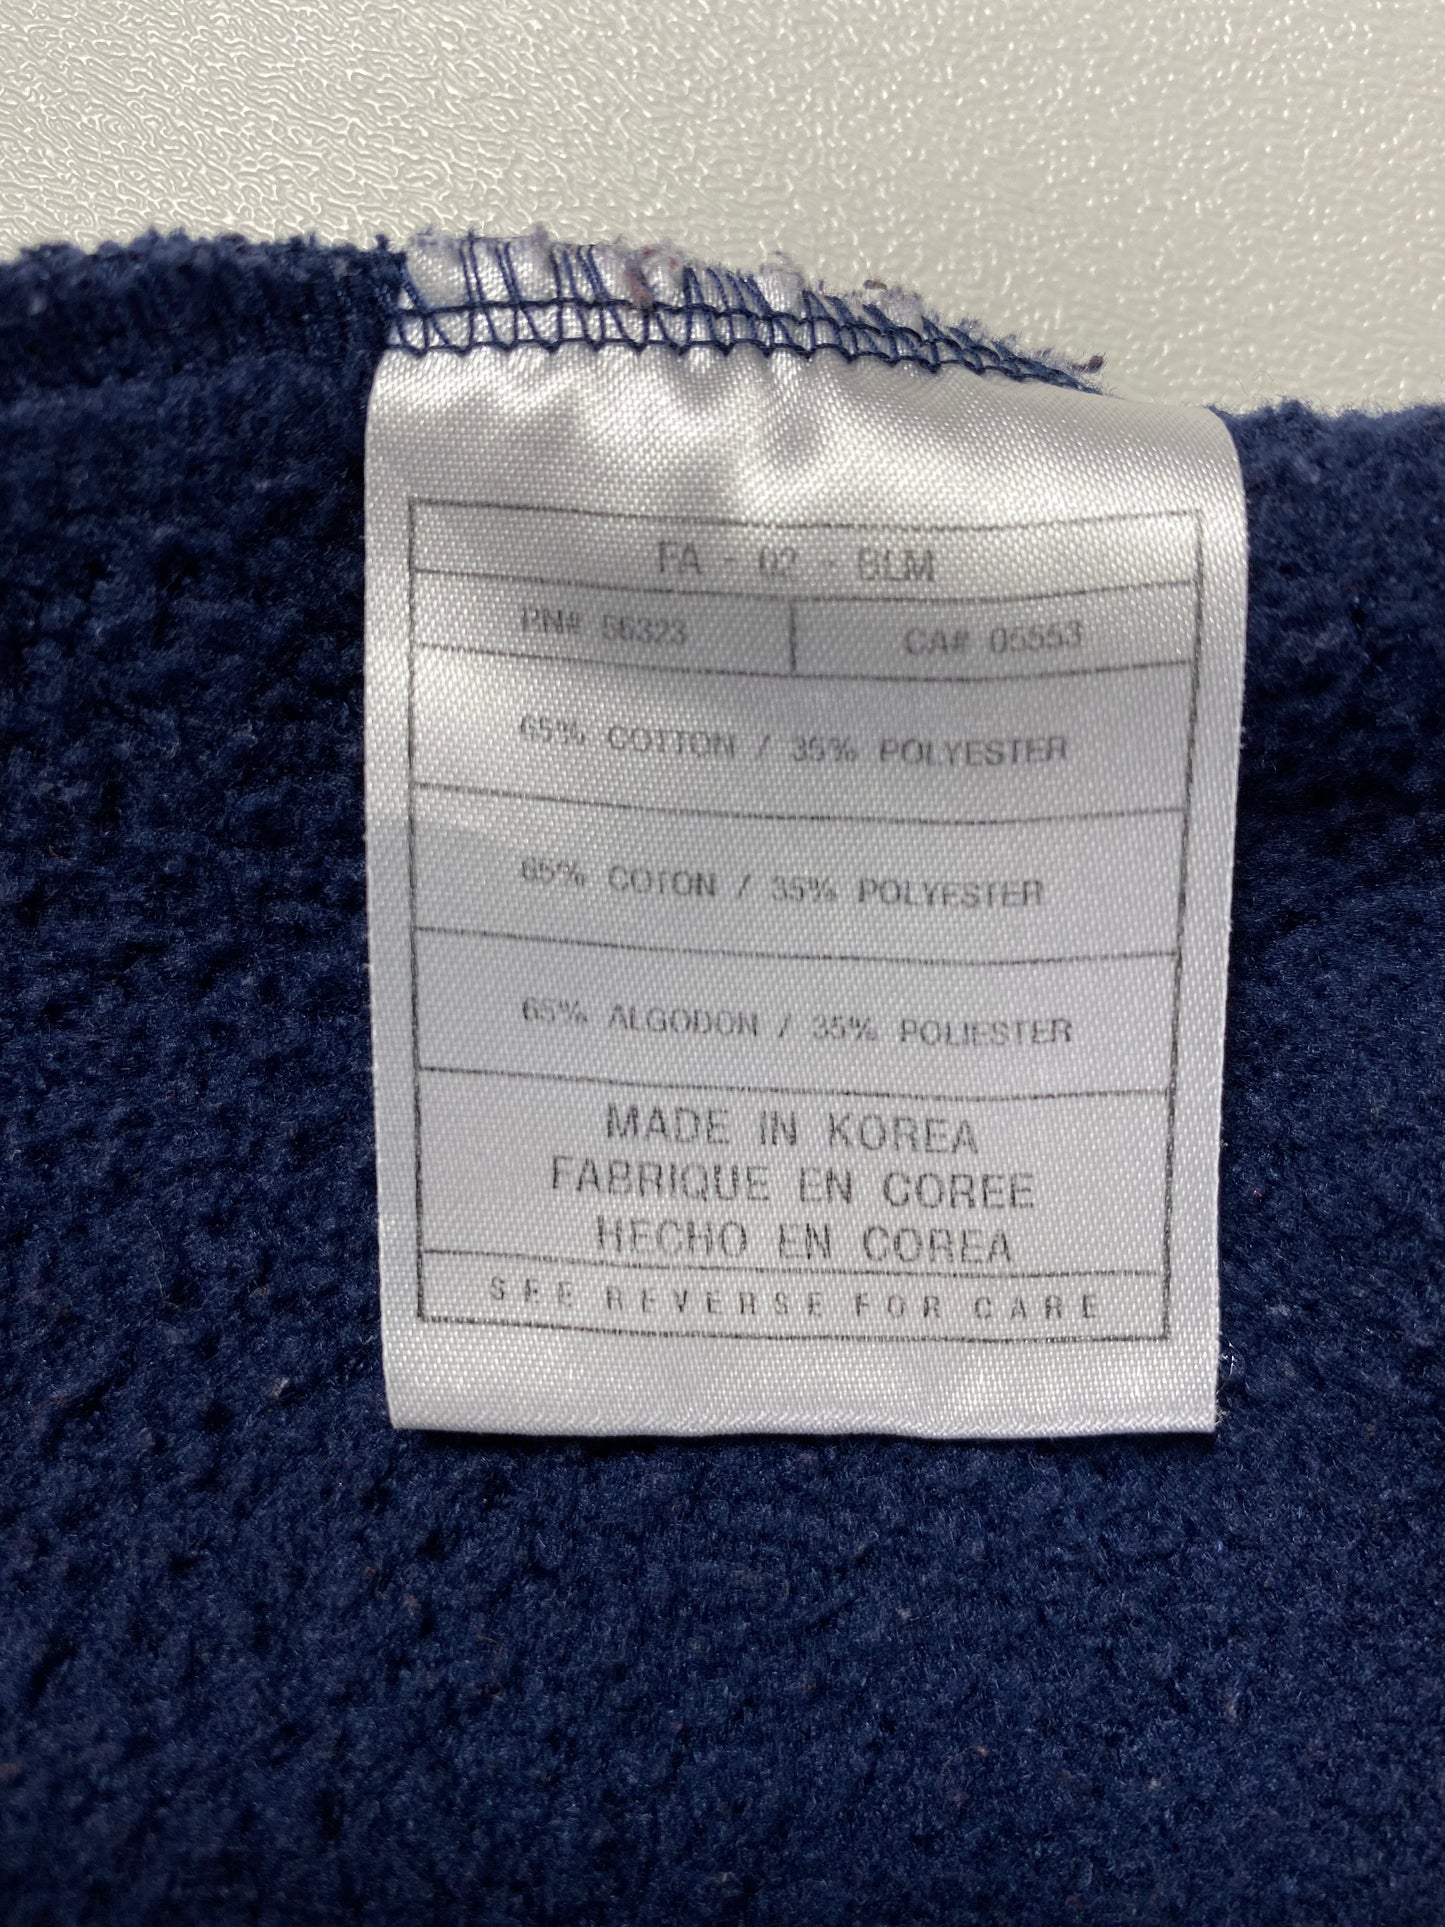 FA - 02 - BLM
RN# 56323 CA# 05553
65% COTTON / 35% POLYESTER
65% COTON / 35% POLYESTER
65% ALGODON / 35% POLIESTER
MADE IN KOREA
FABRIQUE EN COREE
HECHO EN COREA
SEE REVERSE FOR CARE